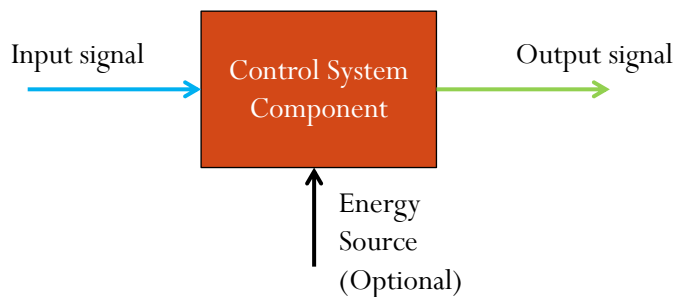 Input signal
Control System
Component
Output signal
Energy
Source
(Optional)